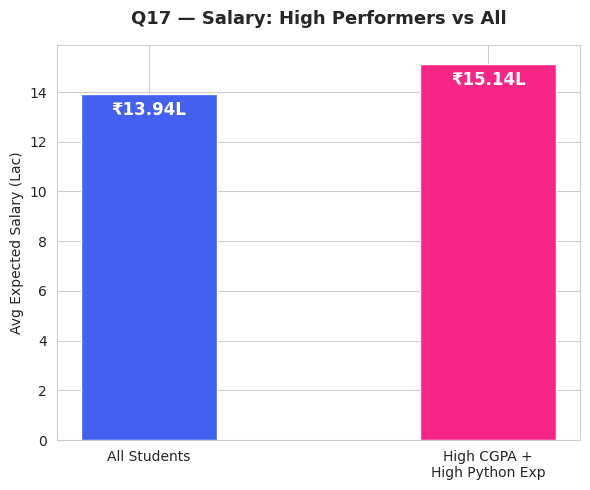 Q17 — Salary: High Performers vs All
Avg Expected Salary (Lac)
14
12
10
8
6
4
2
0
₹13.94L
₹15.14L
All Students
High CGPA +
High Python Exp